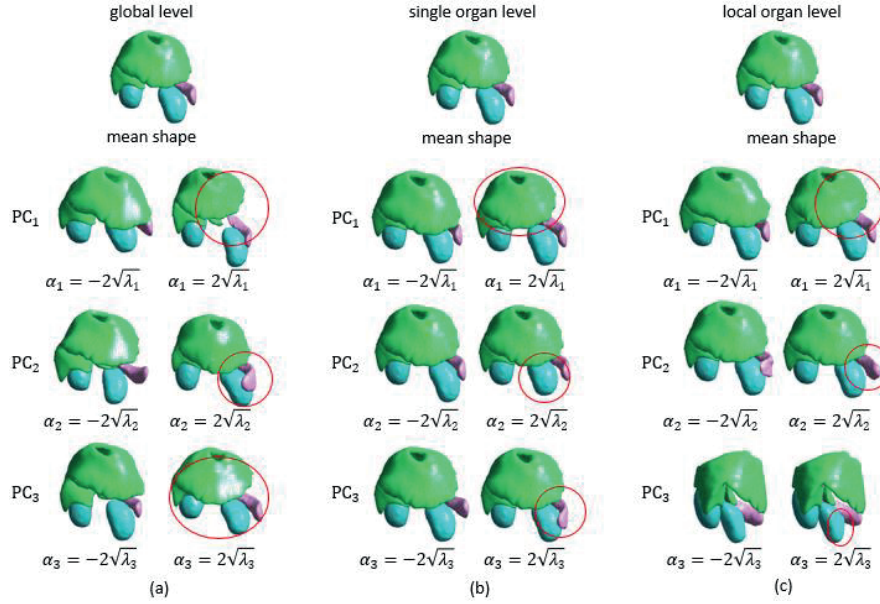 global level
single organ level
local organ level
mean shape
mean shape
mean shape
PC₁
α₁ = −2√λ₁
α₁ = 2√λ₁
PC₁
α₁ = −2√λ₁
α₁ = 2√λ₁
PC₁
α₁ = −2√λ₁
α₁ = 2√λ₁
PC₂
α₂ = −2√λ₂
α₂ = 2√λ₂
PC₂
α₂ = −2√λ₂
α₂ = 2√λ₂
PC₂
α₂ = −2√λ₂
α₂ = 2√λ₂
PC₃
α₃ = −2√λ₃
α₃ = 2√λ₃
PC₃
α₃ = −2√λ₃
α₃ = 2√λ₃
PC₃
α₃ = −2√λ₃
α₃ = 2√λ₃
(a)
(b)
(c)